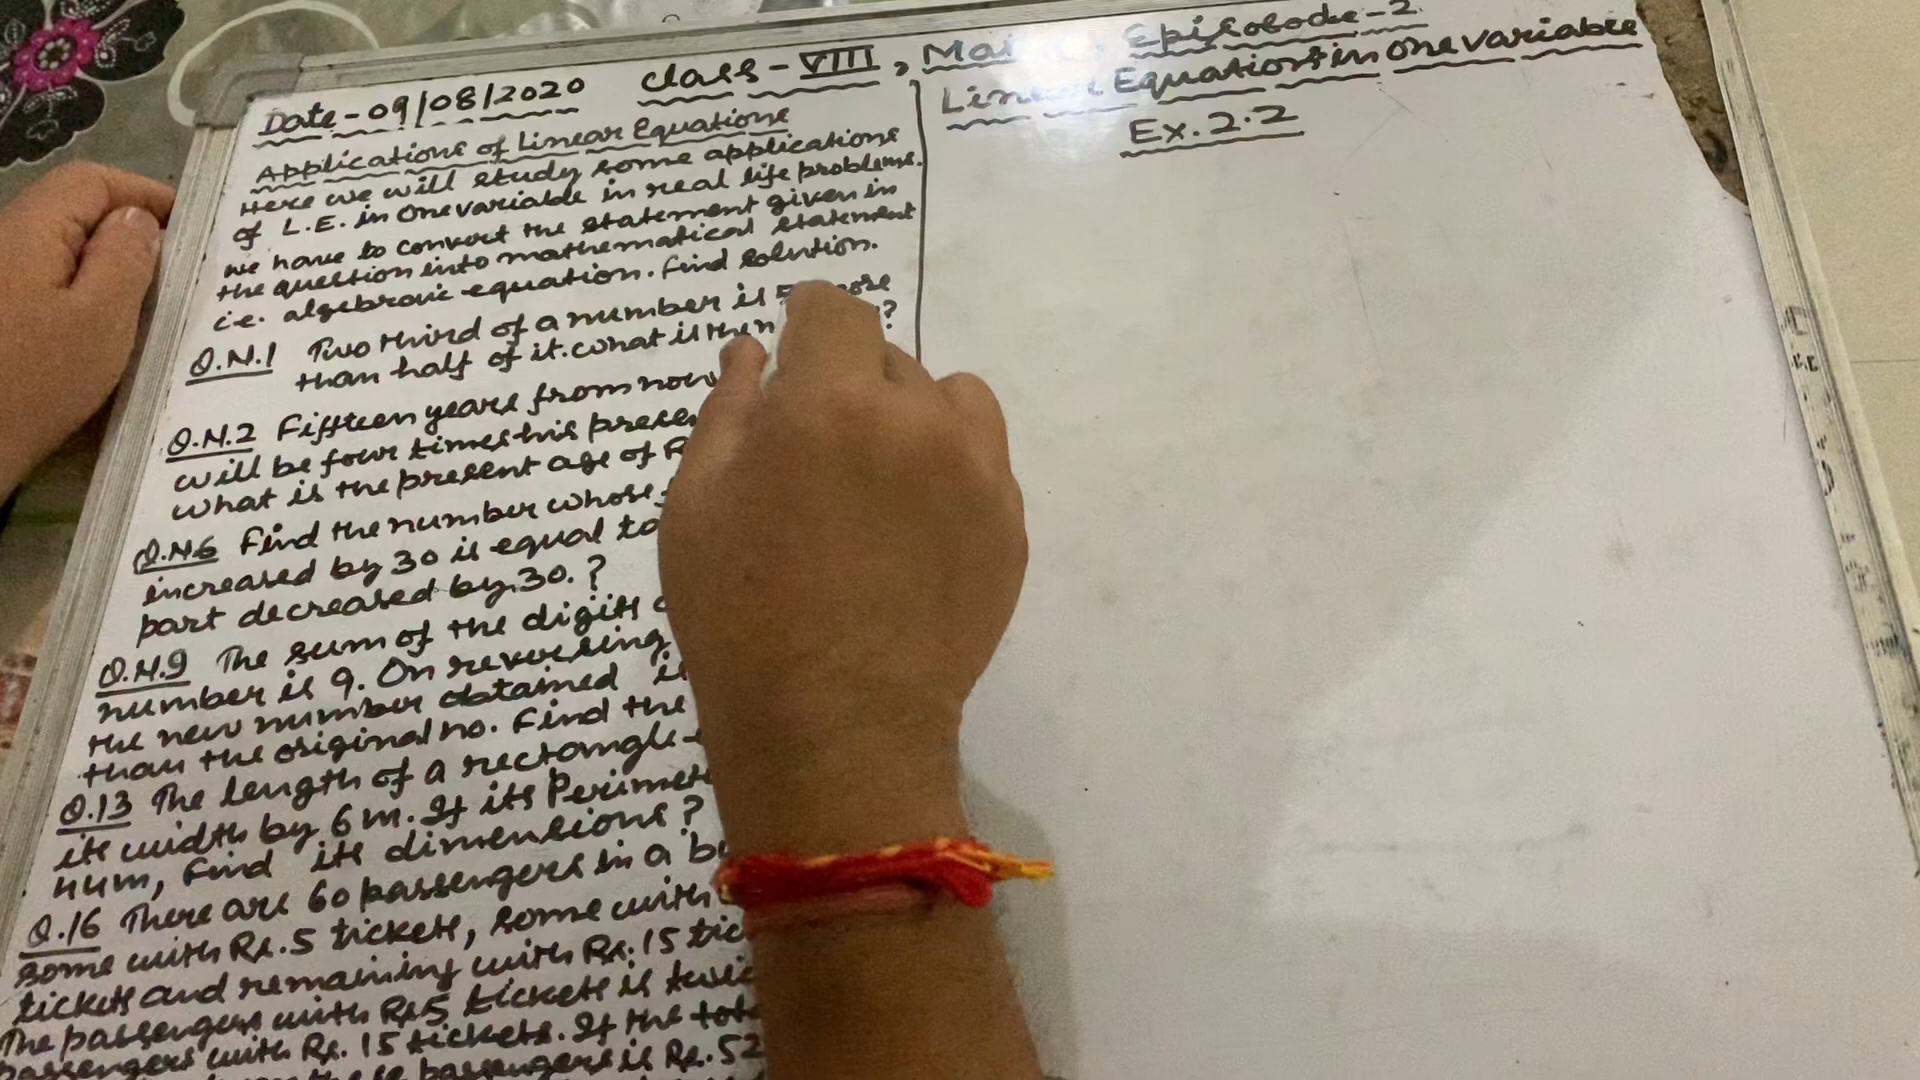 Date-09/08/2020 class-VIII, Episobode-2
Equations in one variable
Ex. 2.2
Applications of Linear Equations
Here we will study some applications
of L.E. in one variable in real life problems.
we have to convert the statement given in
the question into mathematical statement
i.e. algebraic equation. find solution.
Q.N.1 Two third of a number is
than half of it. what is the
Q.N.2 Fifteen years from now
will be four times his
what is the present age of
Q.N.6 Find the number whose
increased by 30 is equal to
part decreased by 30. ?
Q.N.9 The sum of the digits
number is 9. On reversing
the new number obtained
than the original no. Find the
Q.13 The length of a rectangle
its width by 6m. If its
44m, find its dimensions?
Q.16 There are 60 passengers in a
some with Rs.5 tickets, some with
tickets and remaining with Rs.15
The passengers with Rs5 tickets is
passengers with Rs. 15 tickets. If the
passengers is Rs.